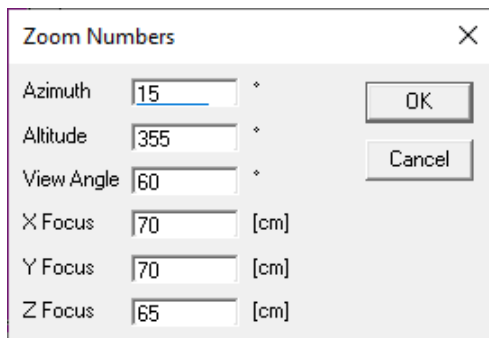 Zoom Numbers
Azimuth 15 °
OK
Altitude 355 °
Cancel
View Angle 60 °
X Focus 70 [cm]
Y Focus 70 [cm]
Z Focus 65 [cm]